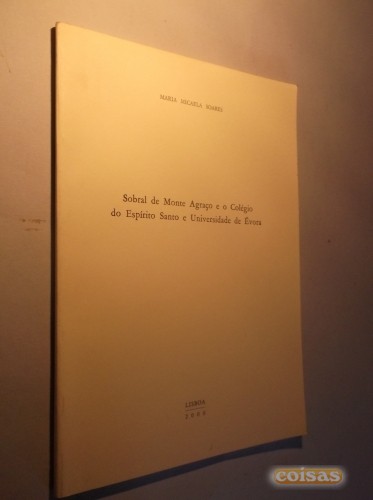 MARIA MICAELA SOARES
Sobral de Monte Agraço e o Colégio
do Espírito Santo e Universidade de Évora
LISBOA
coisas